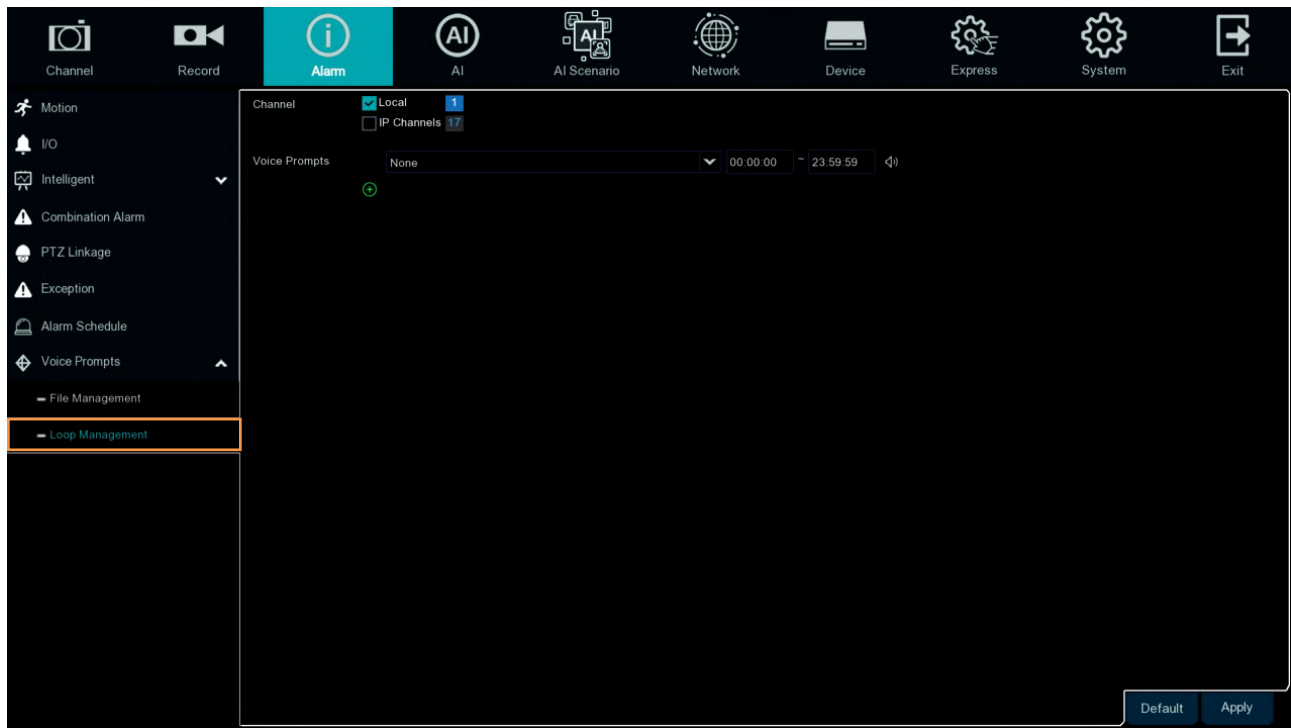 Channel Record Alarm AI AI Scenario Network Device Express System Exit
Motion
I/O
Intelligent
Combination Alarm
PTZ Linkage
Exception
Alarm Schedule
Voice Prompts
File Management
Loop Management
Channel Local 1
IP Channels 17
Voice Prompts None 00:00:00 ~ 23:59:59
Default Apply